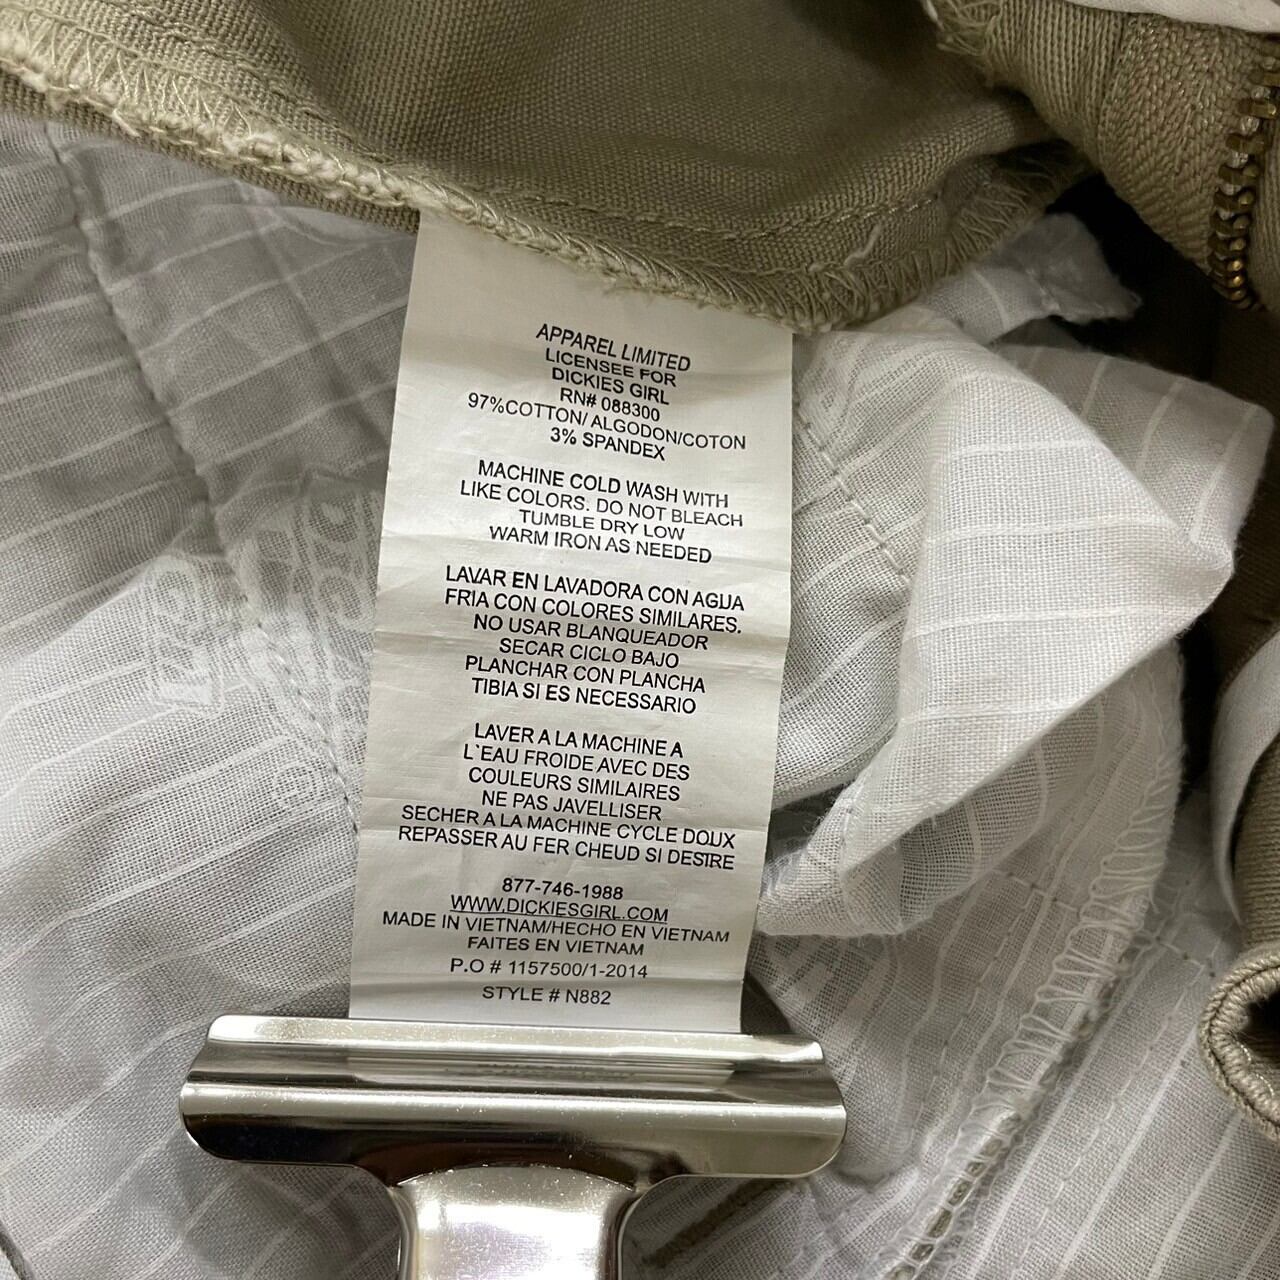 APPAREL LIMITED
LICENSEE FOR
DICKIES GIRL
RN# 088300
97%COTTON/ ALGODON/COTON
3% SPANDEX
MACHINE COLD WASH WITH
LIKE COLORS. DO NOT BLEACH
TUMBLE DRY LOW
WARM IRON AS NEEDED
LAVAR EN LAVADORA CON AGUA
FRIA CON COLORES SIMILARES.
NO USAR BLANQUEADOR
SECAR CICLO BAJO
PLANCHAR CON PLANCHA
TIBIA SI ES NECESSARIO
LAVER A LA MACHINE A
L`EAU FROIDE AVEC DES
COULEURS SIMILAIRES
NE PAS JAVELLISER
SECHER A LA MACHINE CYCLE DOUX
REPASSER AU FER CHEUD SI DESIRE
877-746-1988
WWW.DICKIESGIRL.COM
MADE IN VIETNAM/HECHO EN VIETNAM
FAITES EN VIETNAM
P.O # 1157500/1-2014
STYLE # N882